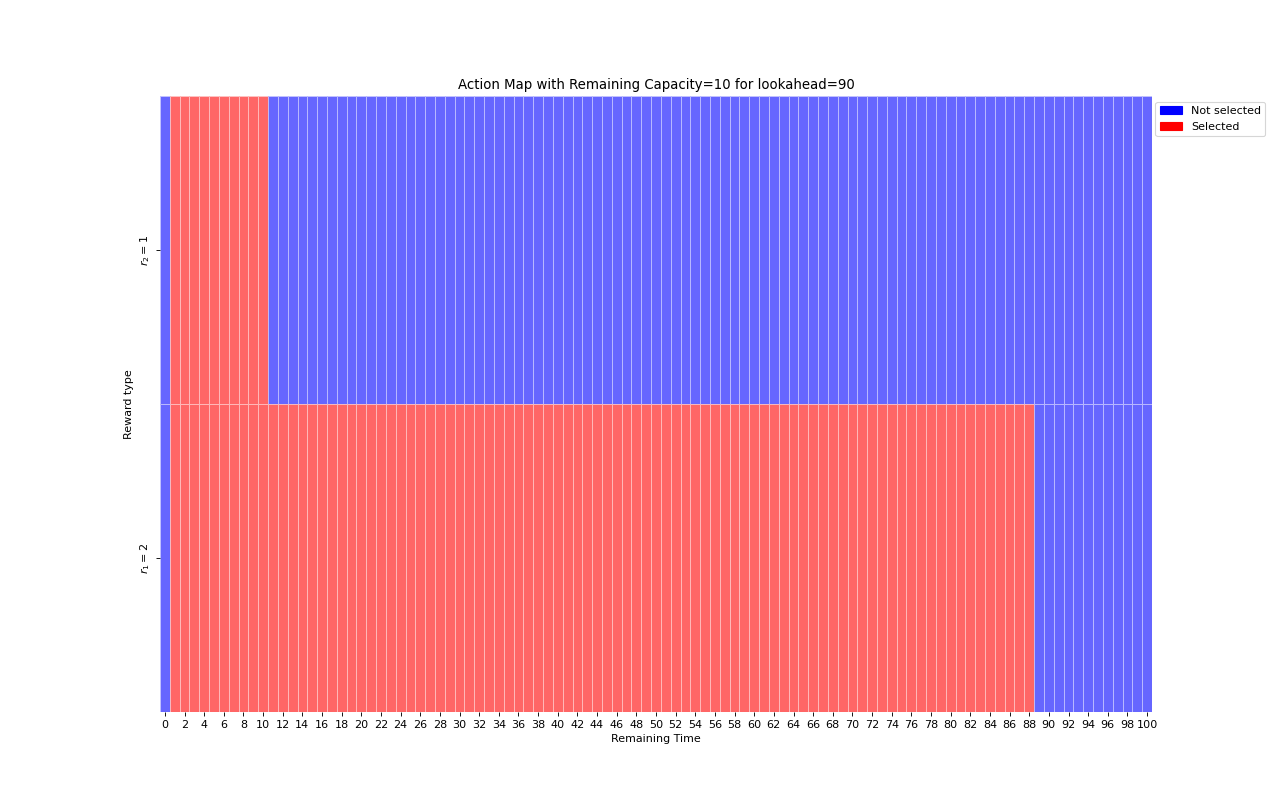 Action Map with Remaining Capacity=10 for lookahead=90
Not selected
Selected
r₂ = 1
Reward type
r₁ = 2
0 2 4 6 8 10 12 14 16 18 20 22 24 26 28 30 32 34 36 38 40 42 44 46 48 50 52 54 56 58 60 62 64 66 68 70 72 74 76 78 80 82 84 86 88 90 92 94 96 98 100
Remaining Time